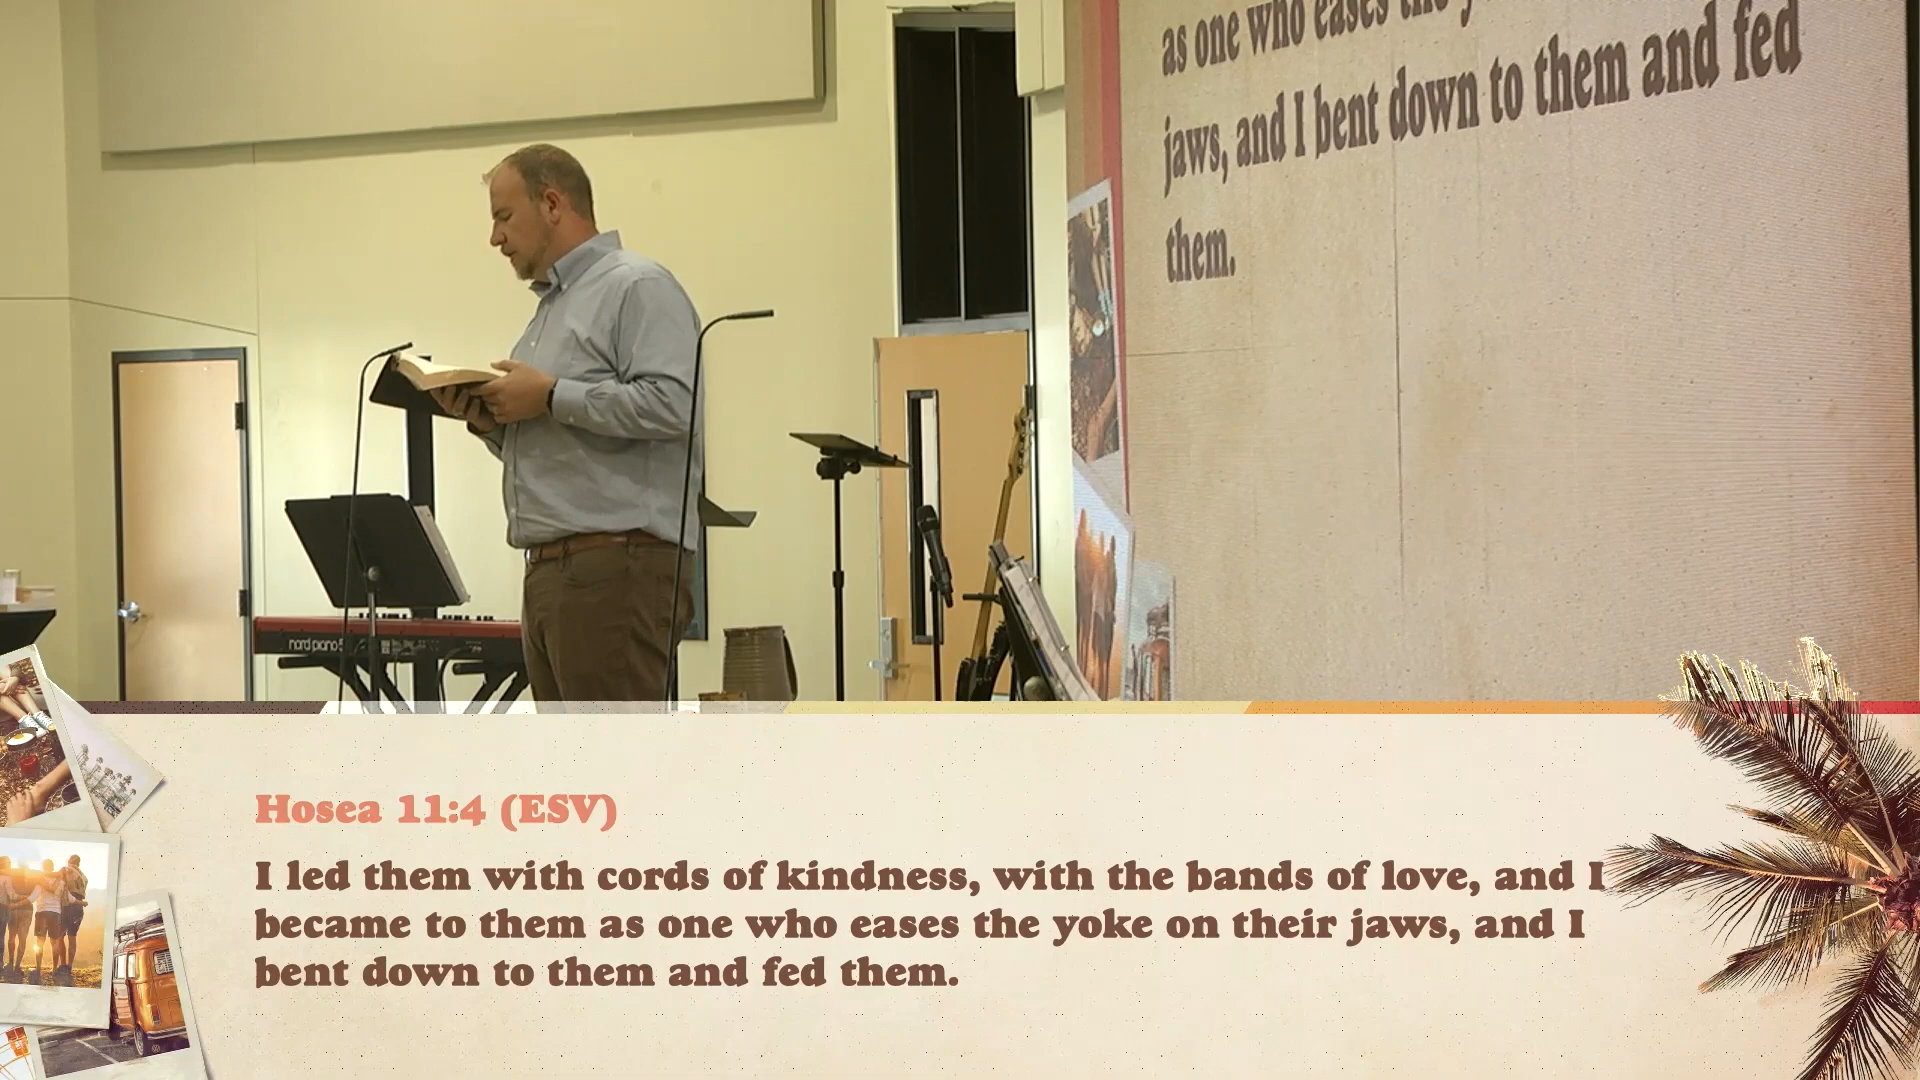 as one who eases the
jaws, and I bent down to them and fed
them.
nord piano 5
Hosea 11:4 (ESV)
I led them with cords of kindness, with the bands of love, and I
became to them as one who eases the yoke on their jaws, and I
bent down to them and fed them.